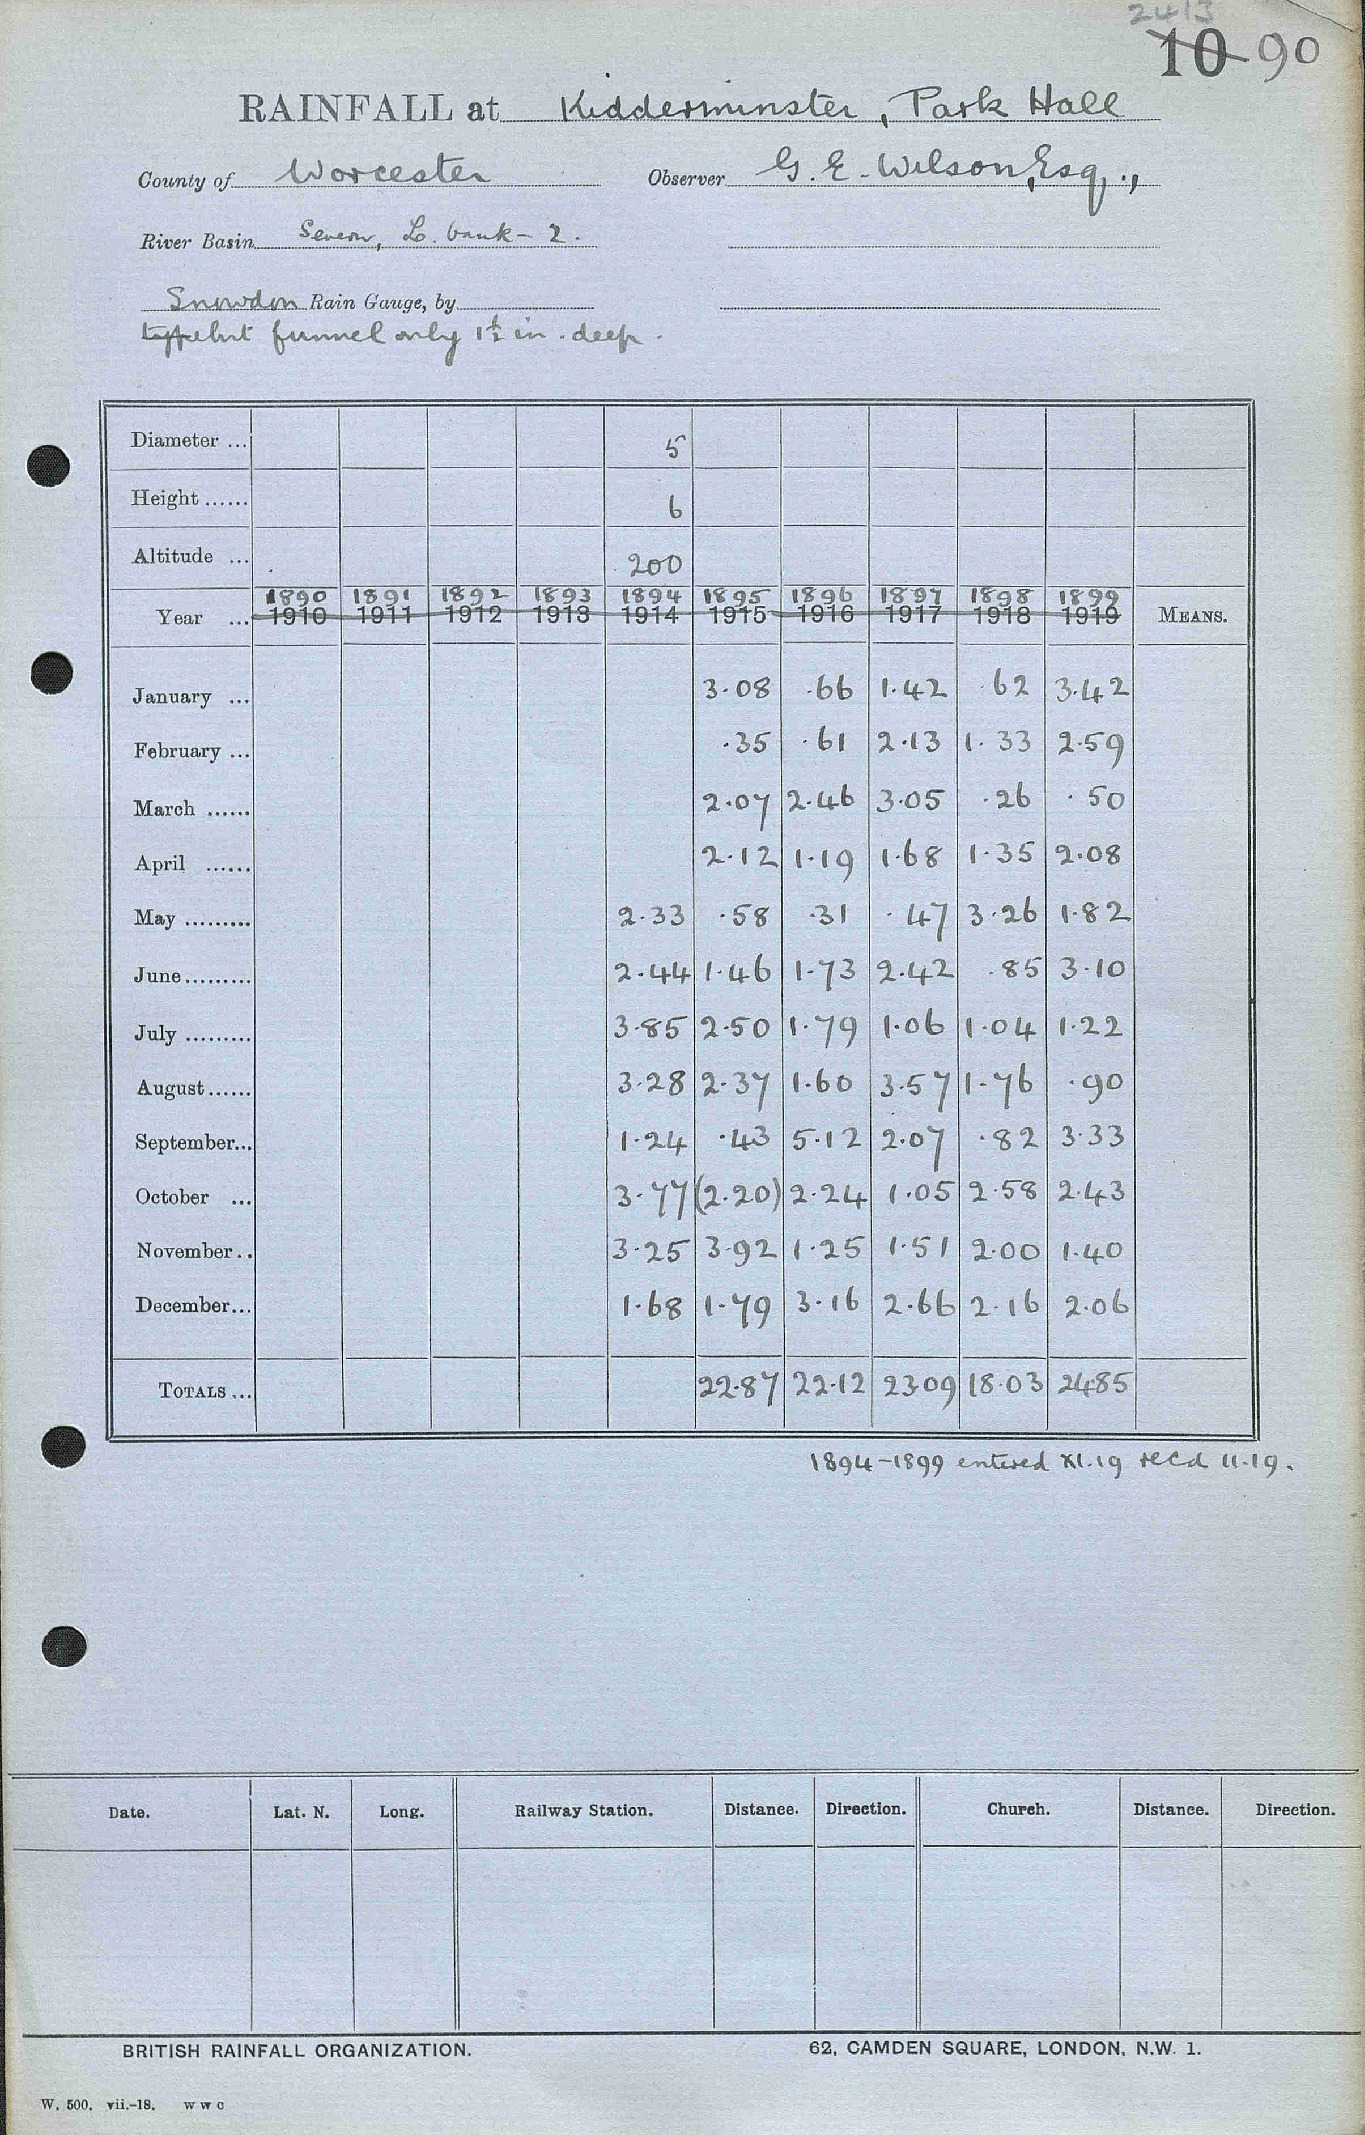 2413
10 90
RAINFALL at Kidderminster, Park Hall
County of Worcester Observer G. E. Wilson, Esq.,
River Basin Severn, L. bank - 2.
Snowdon Rain Gauge, by
type but funnel only 1½ in. deep.
Diameter ... 5
Height ...... 6
Altitude ... 200
1890 1891 1892 1893 1894 1895 1896 1897 1898 1899
Year ... 1910 1911 1912 1913 1914 1915 1916 1917 1918 1919 MEANS.
January ... 3.08 .66 1.42 .62 3.42
February ... .35 .61 2.13 1.33 2.59
March ...... 2.07 2.46 3.05 .26 .50
April ...... 2.12 1.19 1.68 1.35 2.08
May ......... 2.33 .58 .31 .47 3.26 1.82
June ......... 2.44 1.46 1.73 2.42 .85 3.10
July ......... 3.85 2.50 1.79 1.06 1.04 1.22
August ...... 3.28 2.37 1.60 3.57 1.76 .90
September... 1.24 .43 5.12 2.07 .82 3.33
October ... 3.77 (2.20) 2.24 1.05 2.58 2.43
November .. 3.25 3.92 1.25 1.51 2.00 1.40
December... 1.68 1.79 3.16 2.66 2.16 2.06
TOTALS ... 22.87 22.12 23.09 18.03 24.85
1894-1899 entered XI.19 recd 11.19.
Date. Lat. N. Long. Railway Station. Distance. Direction. Church. Distance. Direction.
BRITISH RAINFALL ORGANIZATION. 62, CAMDEN SQUARE, LONDON, N.W. 1.
W. 500. vii.-18. W W C